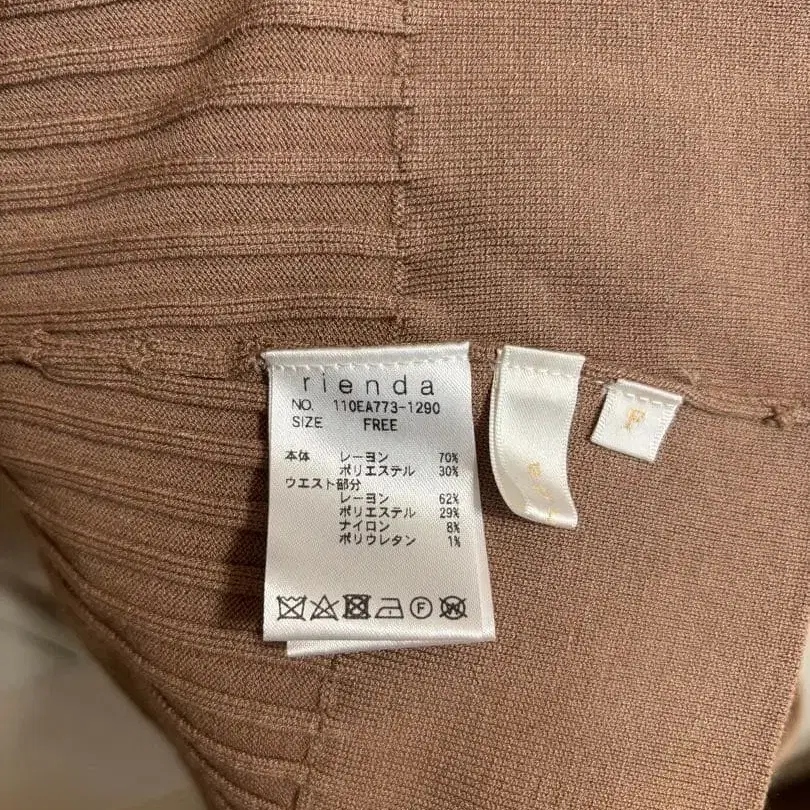 rienda
NO. 110EA773-1290
SIZE FREE
本体 レーヨン 70%
ポリエステル 30%
ウエスト部分
レーヨン 62%
ポリエステル 29%
ナイロン 8%
ポリウレタン 1%
F W
F